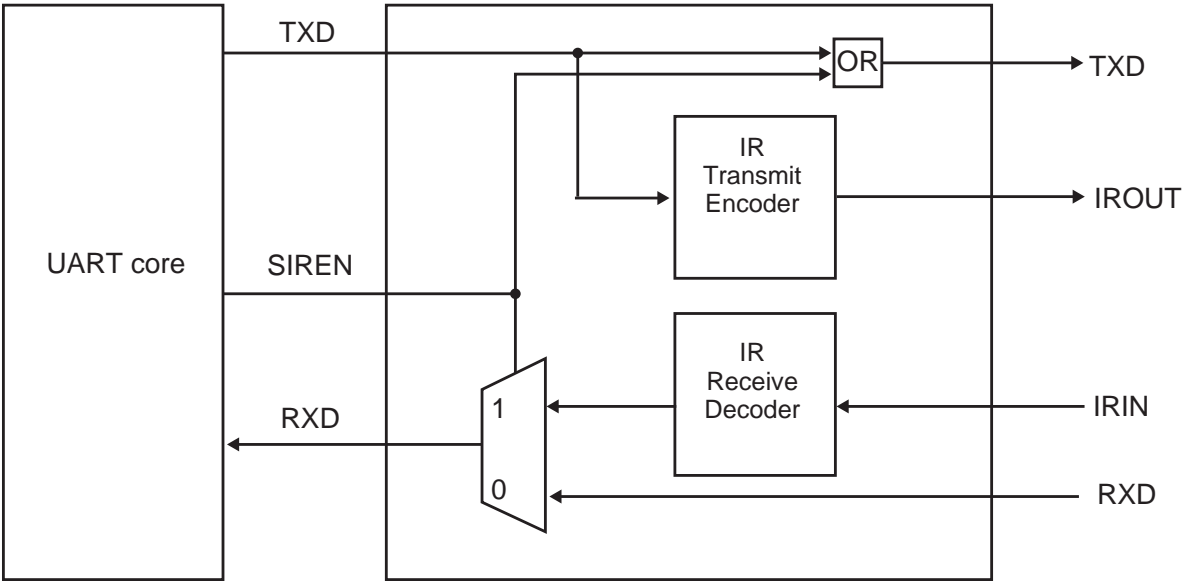 TXD
OR
TXD
IR
Transmit
Encoder
IROUT
UART core
SIREN
IR
Receive
Decoder
1
RXD
IRIN
0
RXD